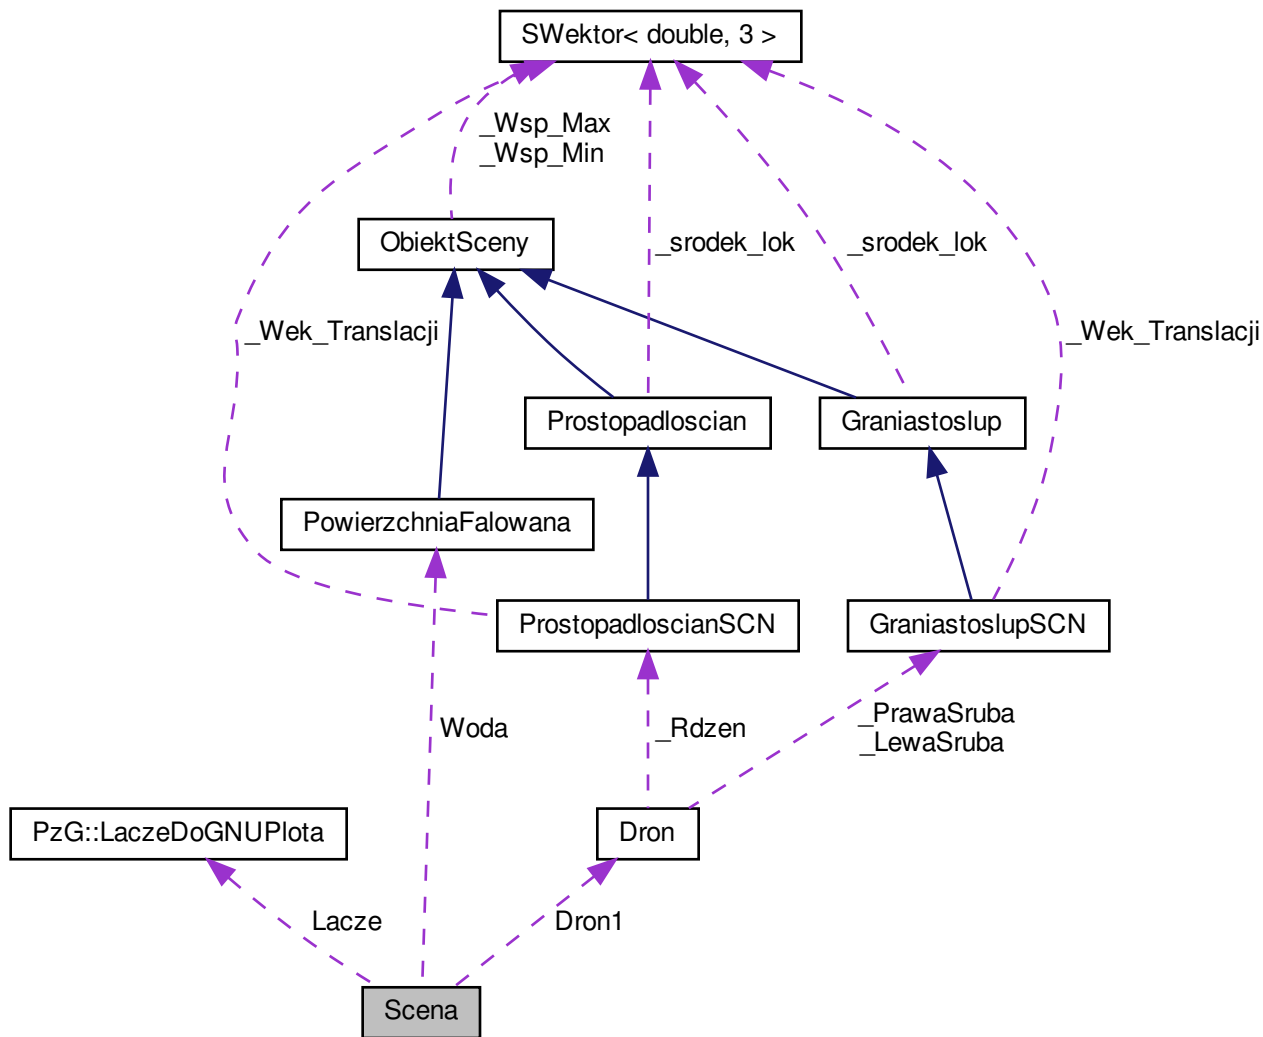 SWektor< double, 3 >
_Wsp_Max
_Wsp_Min
ObiektSceny
_srodek_lok
_srodek_lok
_Wek_Translacji
_Wek_Translacji
Prostopadloscian
Graniastoslup
PowierzchniaFalowana
ProstopadloscianSCN
GraniastoslupSCN
Woda
_Rdzen
_PrawaSruba
_LewaSruba
PzG::LaczeDoGNUPlota
Dron
Lacze
Dron1
Scena